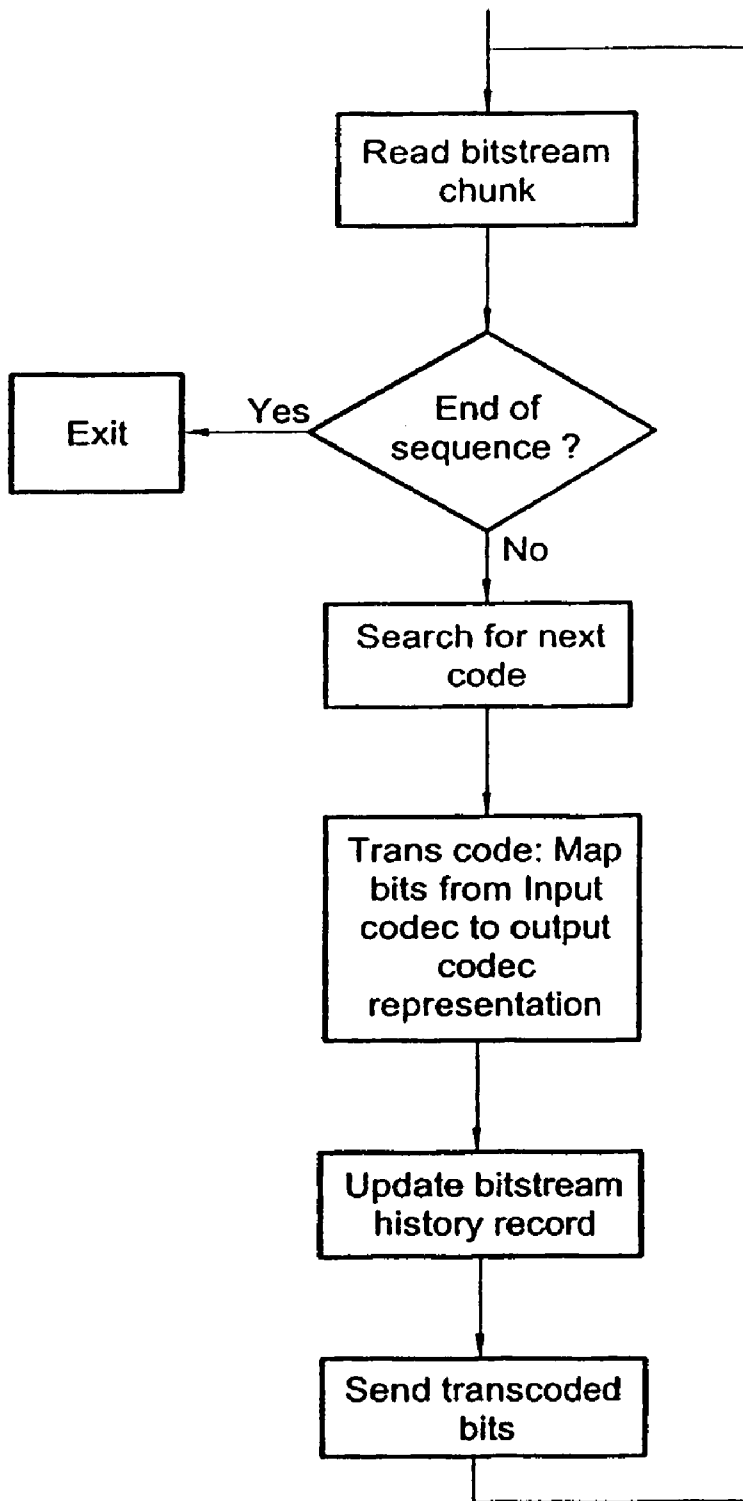 Read bitstream
chunk
End of
sequence ?
Yes
Exit
No
Search for next
code
Trans code: Map
bits from Input
codec to output
codec
representation
Update bitstream
history record
Send transcoded
bits